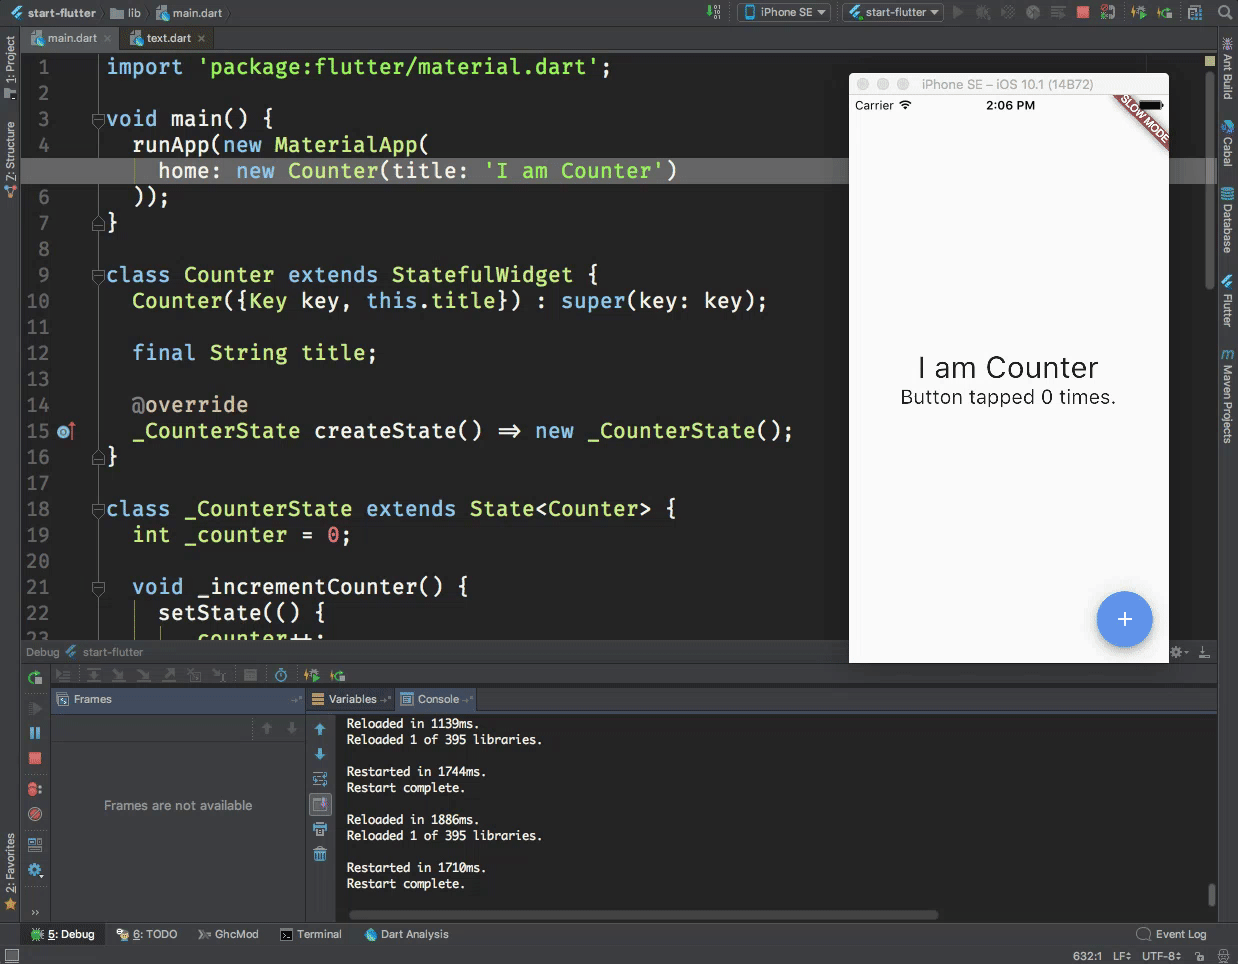 start-flutter lib main.dart iPhone SE start-flutter
main.dart text.dart
1: Project
Z: Structure
2: Favorites
1 import 'package:flutter/material.dart';
2
3 void main() {
4 runApp(new MaterialApp(
home: new Counter(title: 'I am Counter')
6 ));
7 }
8
9 class Counter extends StatefulWidget {
10 Counter({Key key, this.title}) : super(key: key);
11
12 final String title;
13
14 @override
15 _CounterState createState() => new _CounterState();
16 }
17
18 class _CounterState extends State<Counter> {
19 int _counter = 0;
20
21 void _incrementCounter() {
22 setState(() {
23 _counter++;
iPhone SE – iOS 10.1 (14B72)
Carrier 2:06 PM
SLOW MODE
I am Counter
Button tapped 0 times.
+
Ant Build
Cabal
Database
Flutter
m Maven Projects
Debug start-flutter
Frames Variables Console
Frames are not available
Reloaded in 1139ms.
Reloaded 1 of 395 libraries.
Restarted in 1744ms.
Restart complete.
Reloaded in 1886ms.
Reloaded 1 of 395 libraries.
Restarted in 1710ms.
Restart complete.
5: Debug 6: TODO GhcMod Terminal Dart Analysis Event Log
632:1 LF UTF-8